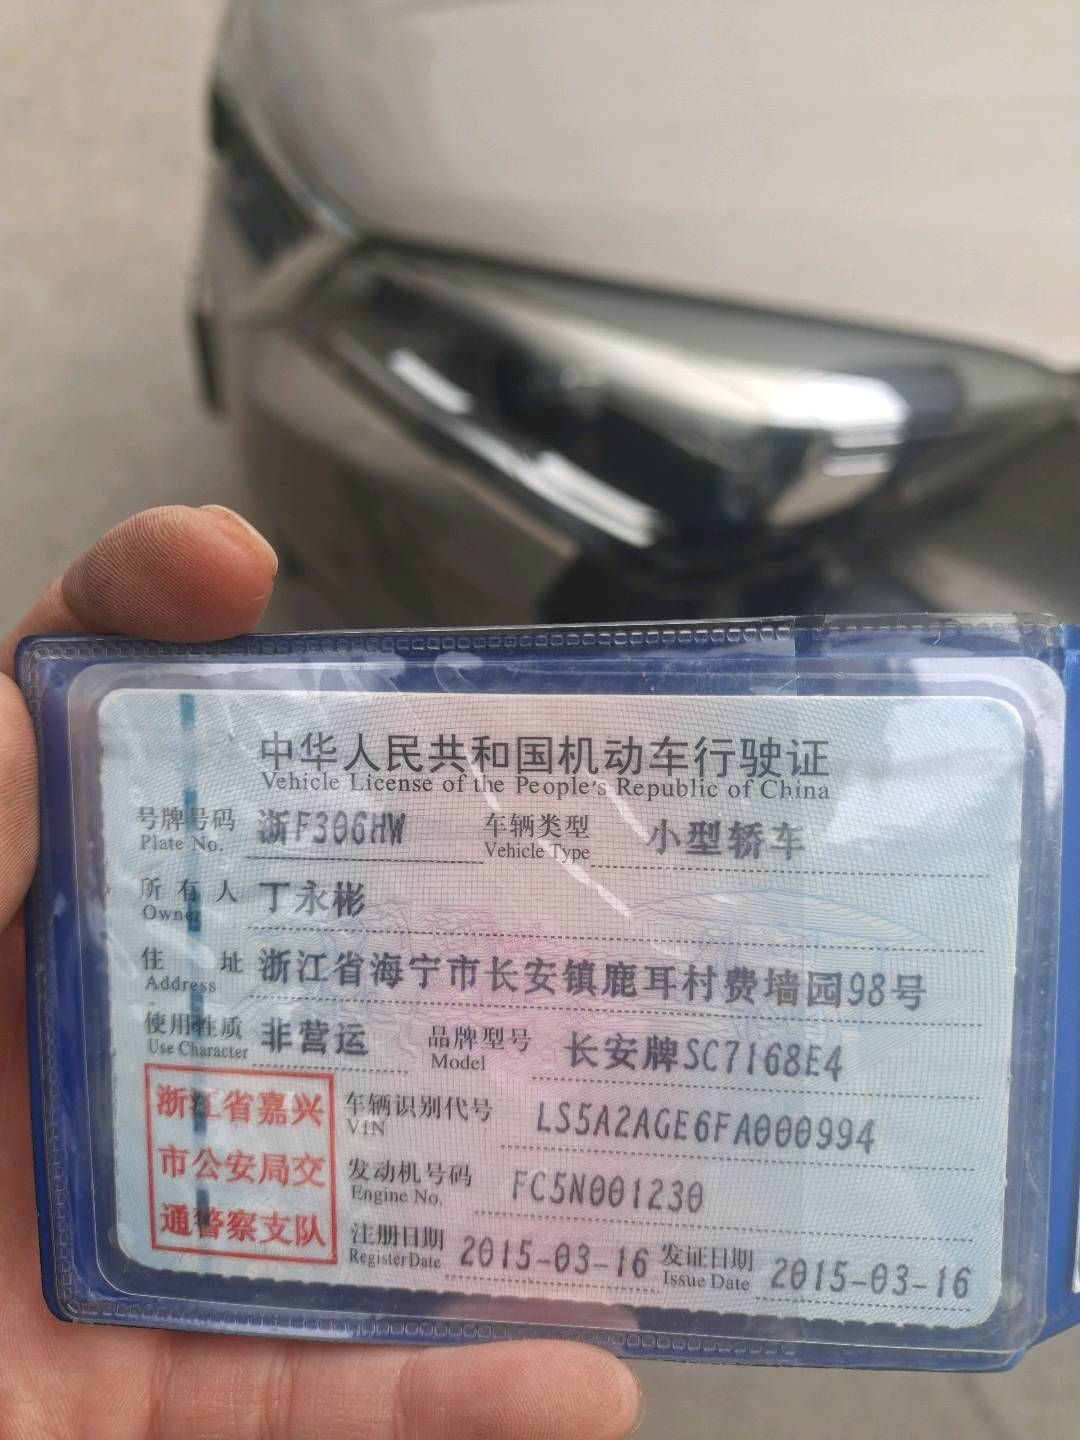 中华人民共和国机动车行驶证
Vehicle License of the People's Republic of China
号牌号码 浙F306HW 车辆类型 小型轿车
Plate No. Vehicle Type
所有人 丁永彬
Owner
住址 浙江省海宁市长安镇鹿耳村费墙园98号
Address
使用性质 非营运 品牌型号 长安牌SC7168E4
Use Character Model
浙江省嘉兴
市公安局交
通警察支队
车辆识别代号 LS5A2AGE6FA000994
VIN
发动机号码 FC5N001230
Engine No.
注册日期 2015-03-16 发证日期 2015-03-16
Register Date Issue Date